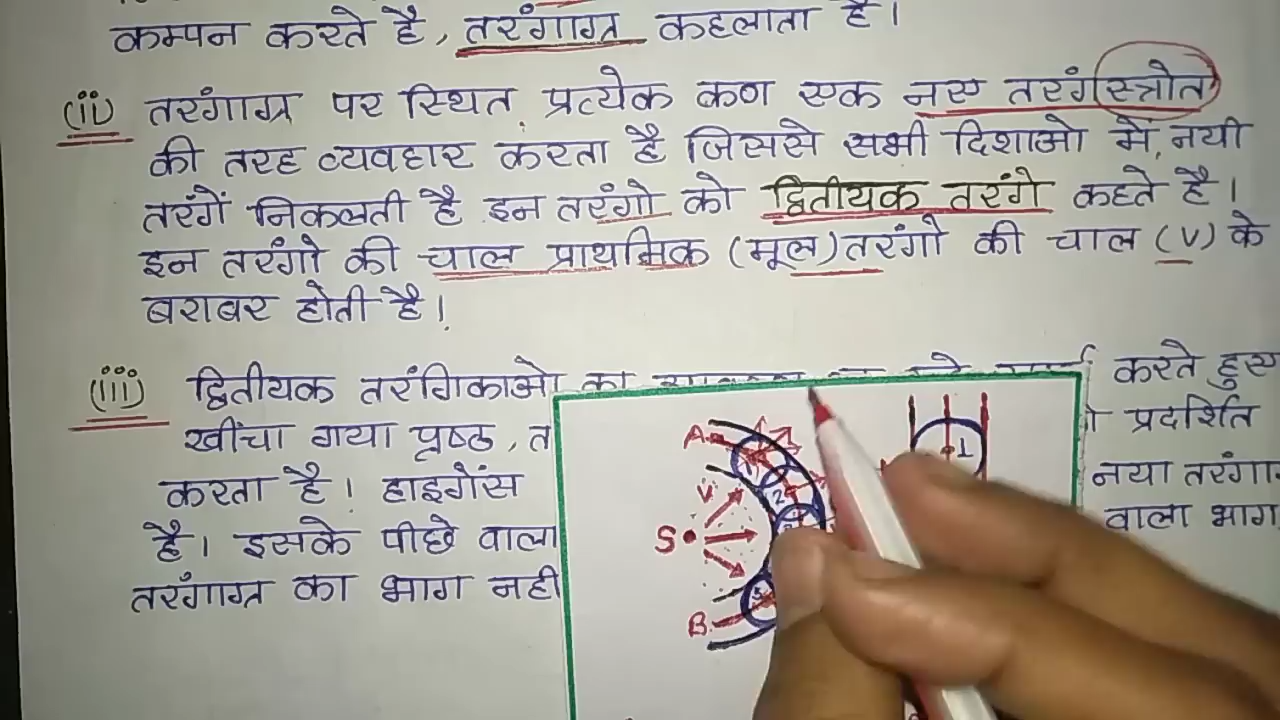 कम्पन करते है, तरंगाग्र कहलाता है।
(ii) तरंगाग्र पर स्थित प्रत्येक कण एक नए तरंगस्त्रोत
की तरह व्यवहार करता है जिससे सभी दिशाओ में नयी
तरंगें निकलती है इन तरंगो को द्वितीयक तरंगे कहते है।
इन तरंगो की चाल प्राथमिक (मूल) तरंगो की चाल (v) के
बराबर होती है।
(iii) द्वितीयक तरंगिकाओ का करते हुए
खींचा गया पृष्ठ, प्रदर्शित
करता है। हाइगेंस नया
है। इसके पीछे वाला वाला भाग
तरंगाग्र का भाग नही
A
1
2
V
S
3
B
T